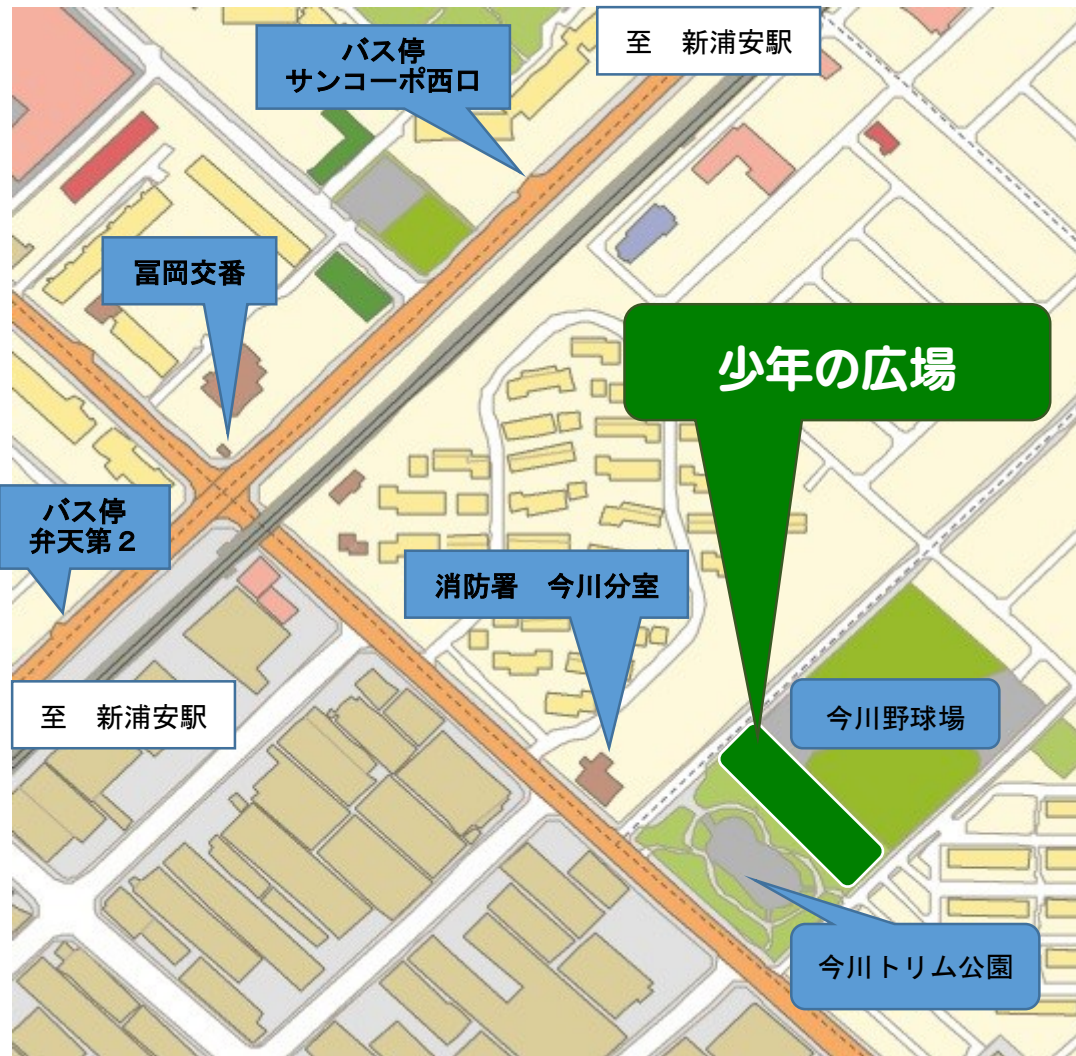 至　新浦安駅
バス停
サンコーポ西口
冨岡交番
少年の広場
バス停
弁天第２
消防署　今川分室
至　新浦安駅
今川野球場
今川トリム公園